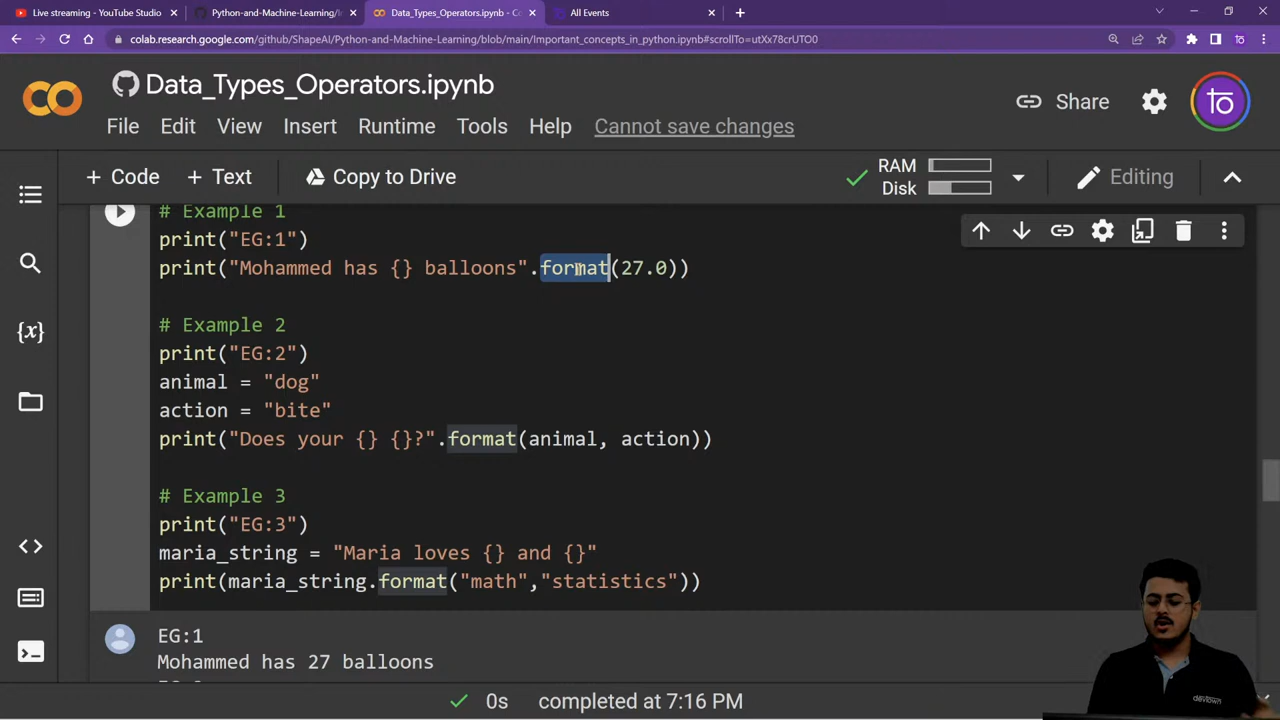 Live streaming - YouTube Studio
Python-and-Machine-Learning/
Data_Types_Operators.ipynb - Co
All Events
colab.research.google.com/github/ShapeAI/Python-and-Machine-Learning/blob/main/Important_concepts_in_python.ipynb#scrollTo=utXx78crUTO0
Data_Types_Operators.ipynb
Share
File Edit View Insert Runtime Tools Help Cannot save changes
+ Code + Text Copy to Drive
RAM
Disk
Editing
# Example 1
print("EG:1")
print("Mohammed has {} balloons".format(27.0))
# Example 2
print("EG:2")
animal = "dog"
action = "bite"
print("Does your {} {}?".format(animal, action))
# Example 3
print("EG:3")
maria_string = "Maria loves {} and {}"
print(maria_string.format("math","statistics"))
EG:1
Mohammed has 27 balloons
0s completed at 7:16 PM
devtown